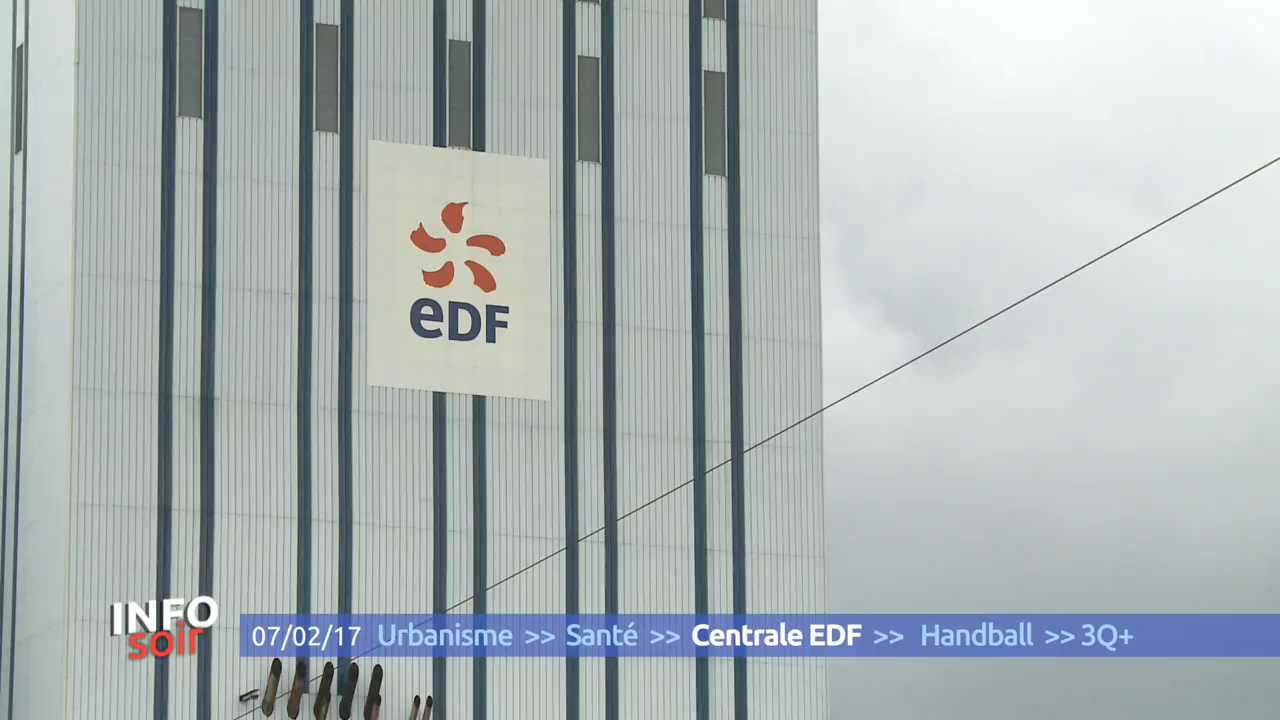 eDF
INFO
soir
07/02/17 Urbanisme >> Santé >> Centrale EDF >> Handball >> 3Q+